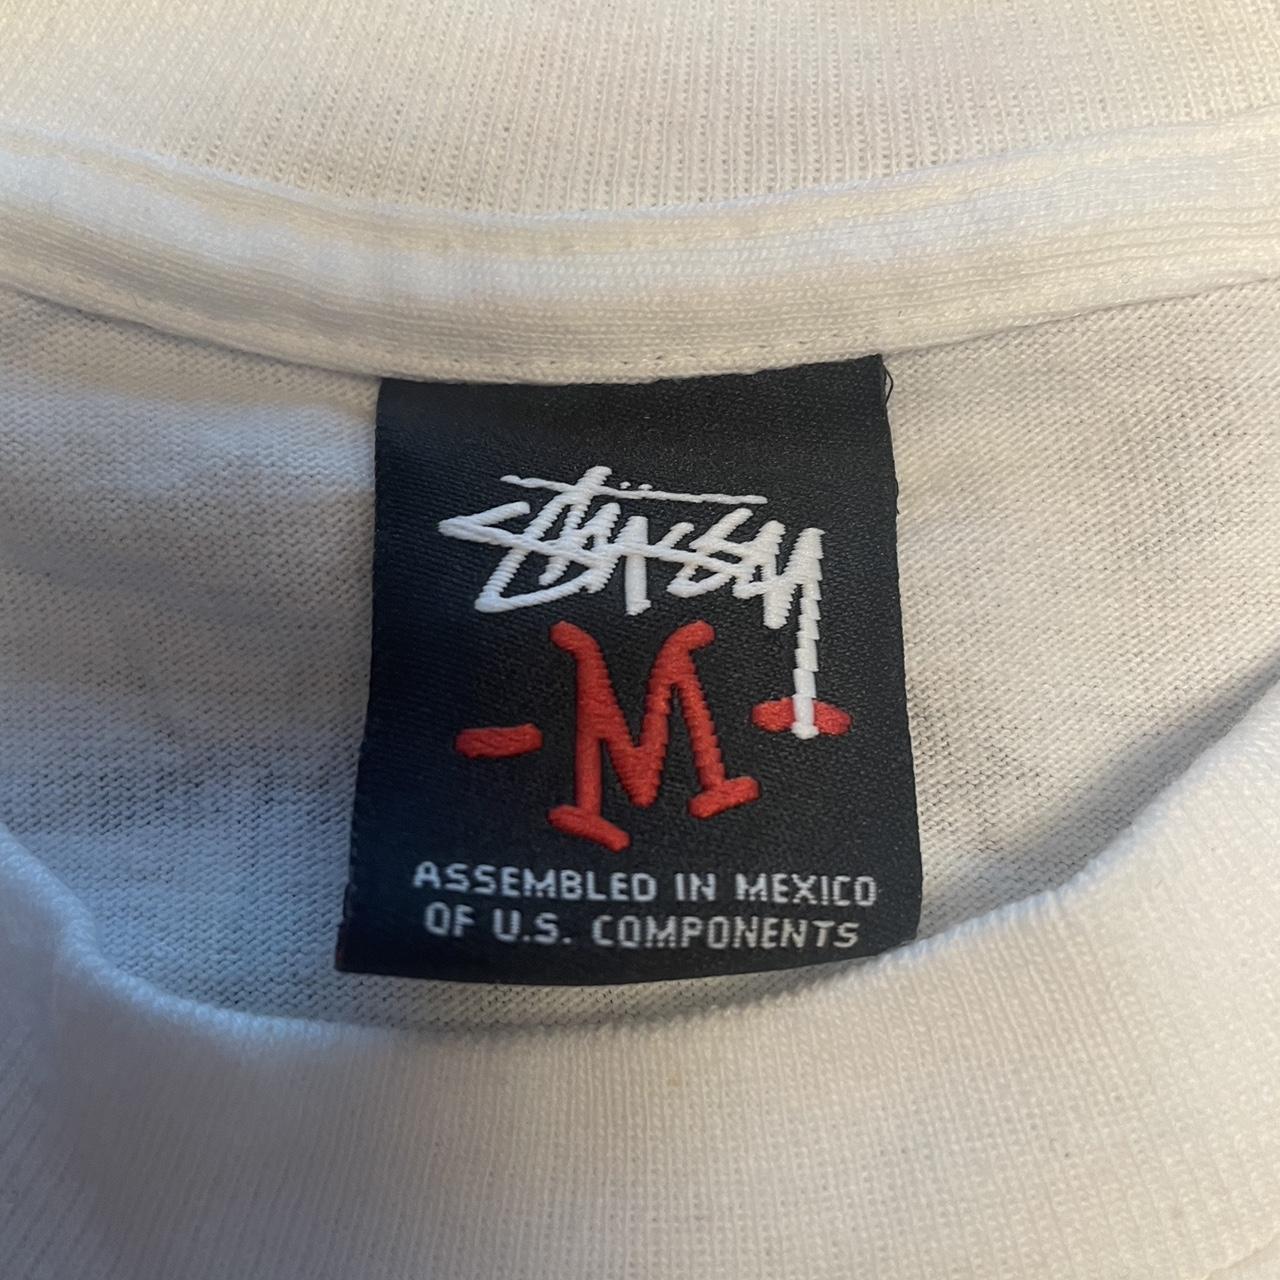 Stüssy
-M-
ASSEMBLED IN MEXICO
OF U.S. COMPONENTS